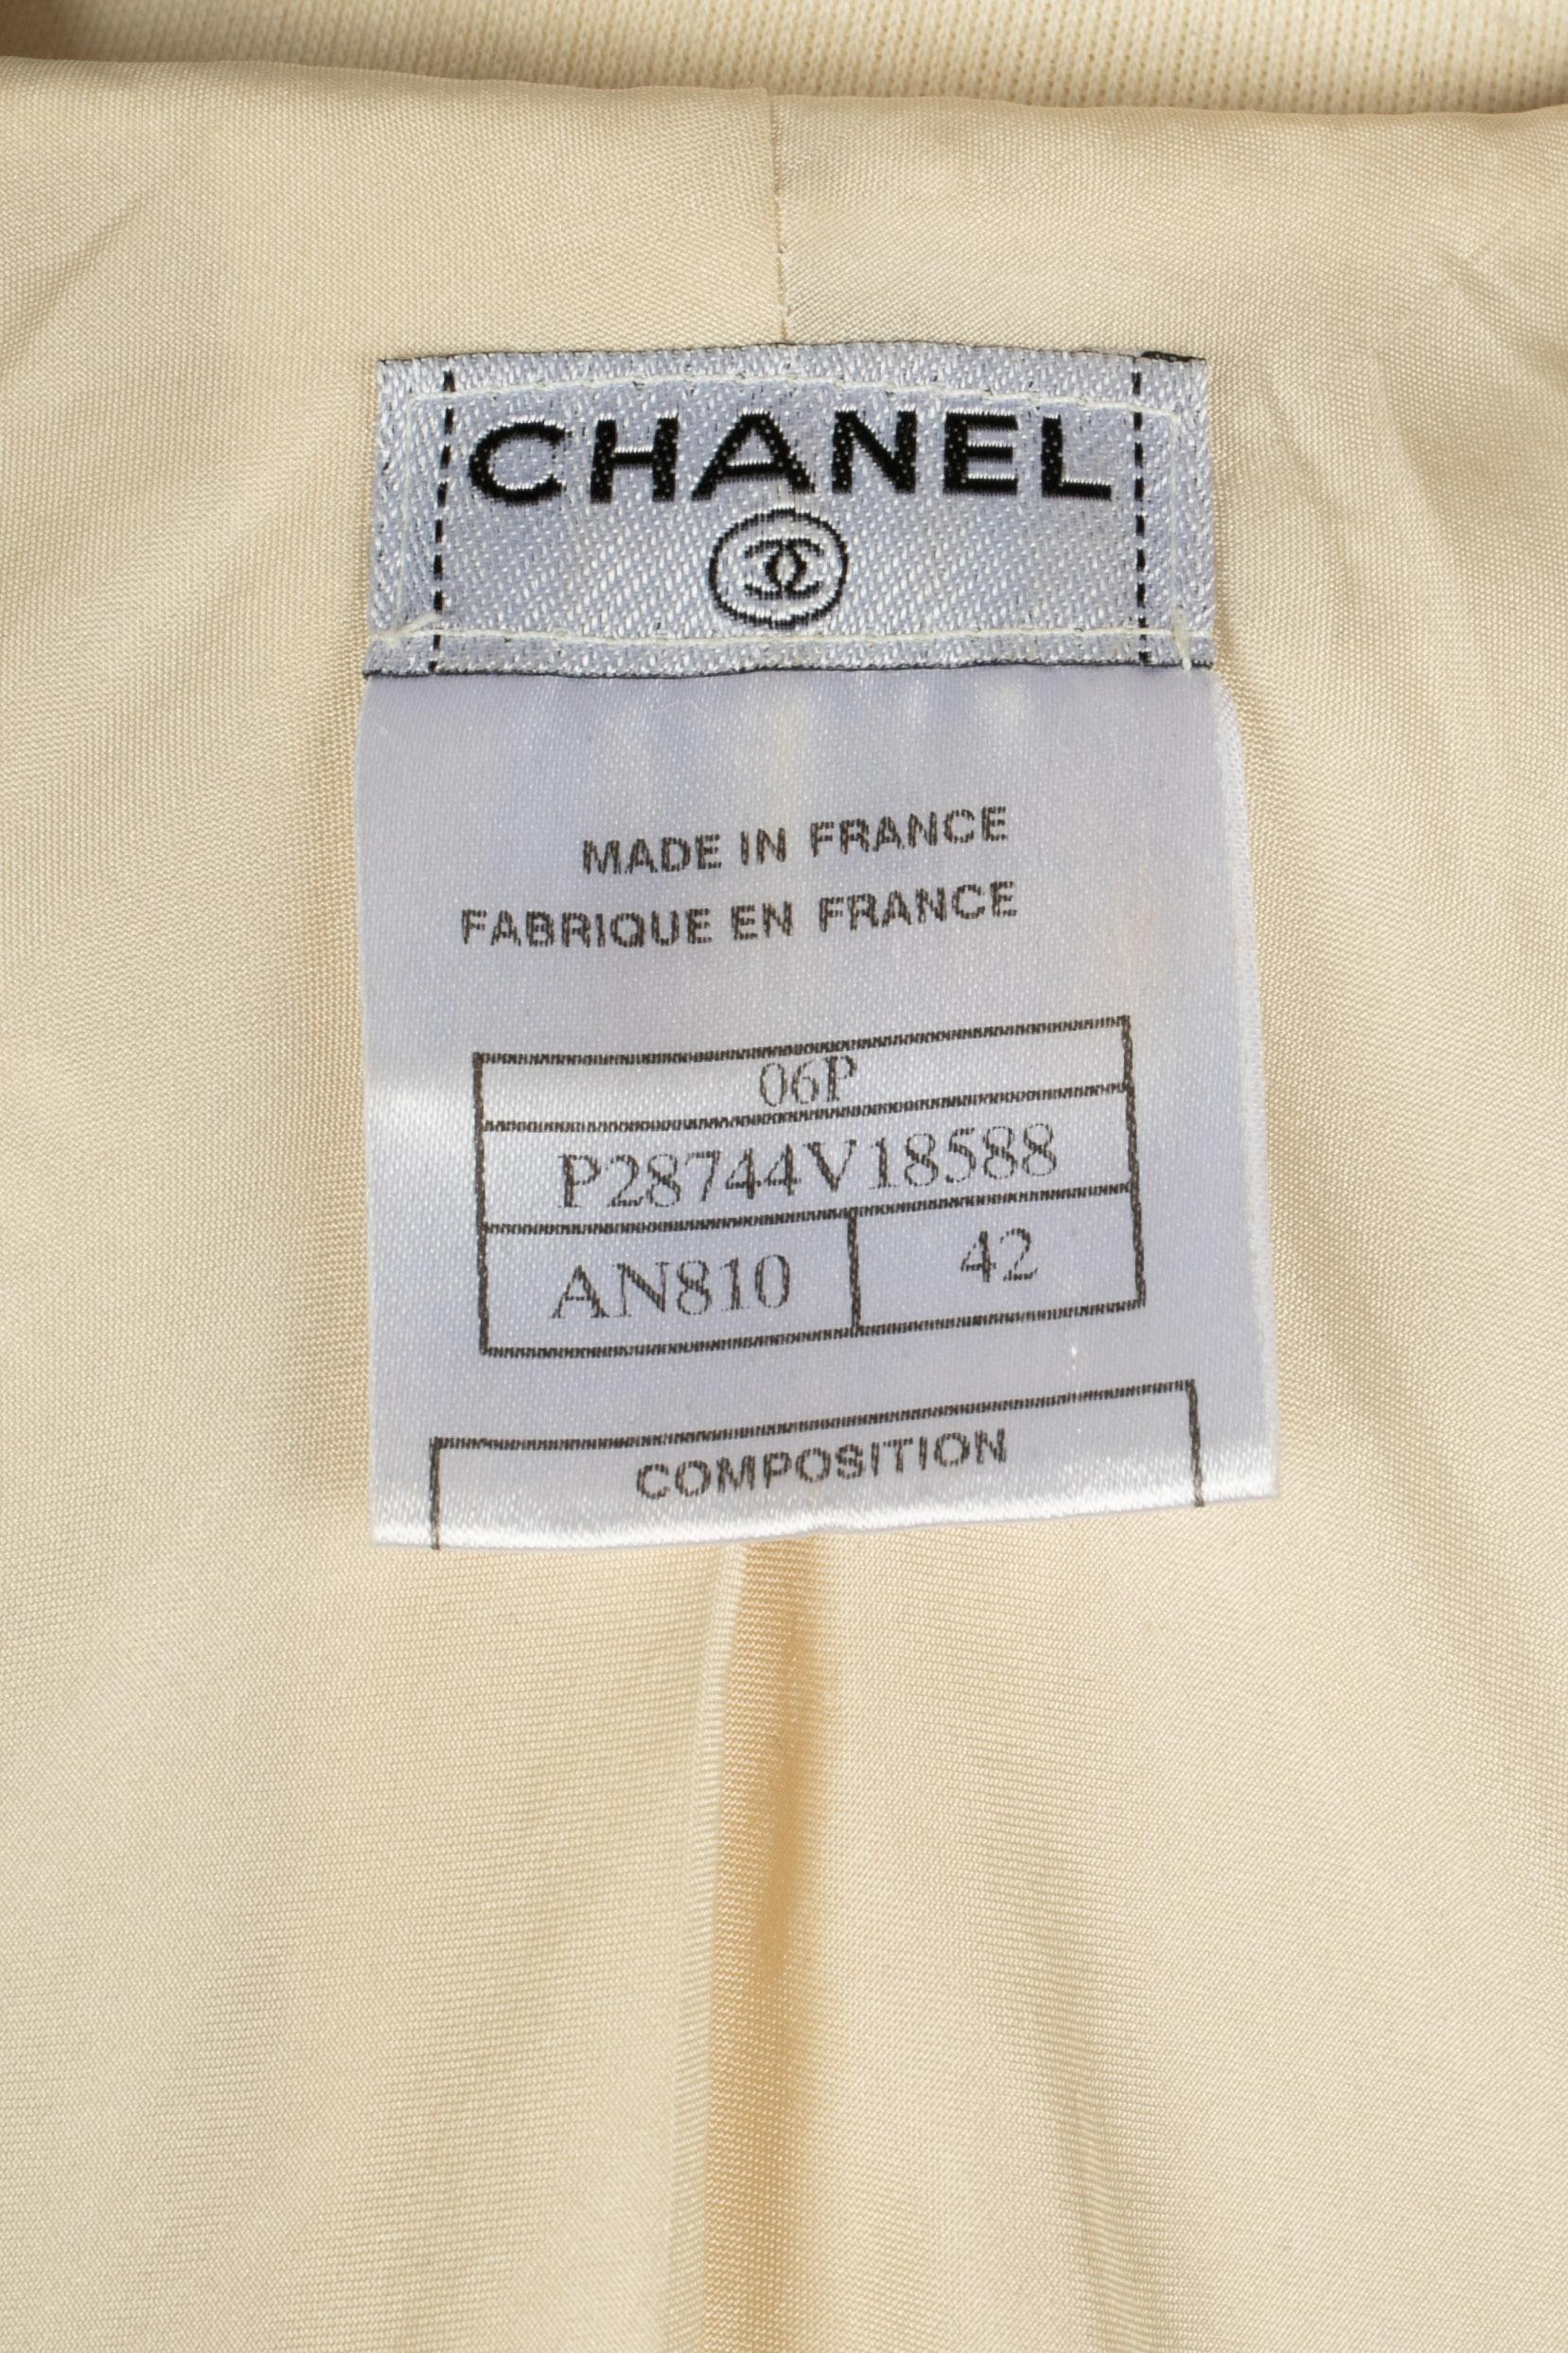 CHANEL
MADE IN FRANCE
FABRIQUE EN FRANCE
06P
P28744V18588
AN810 42
COMPOSITION